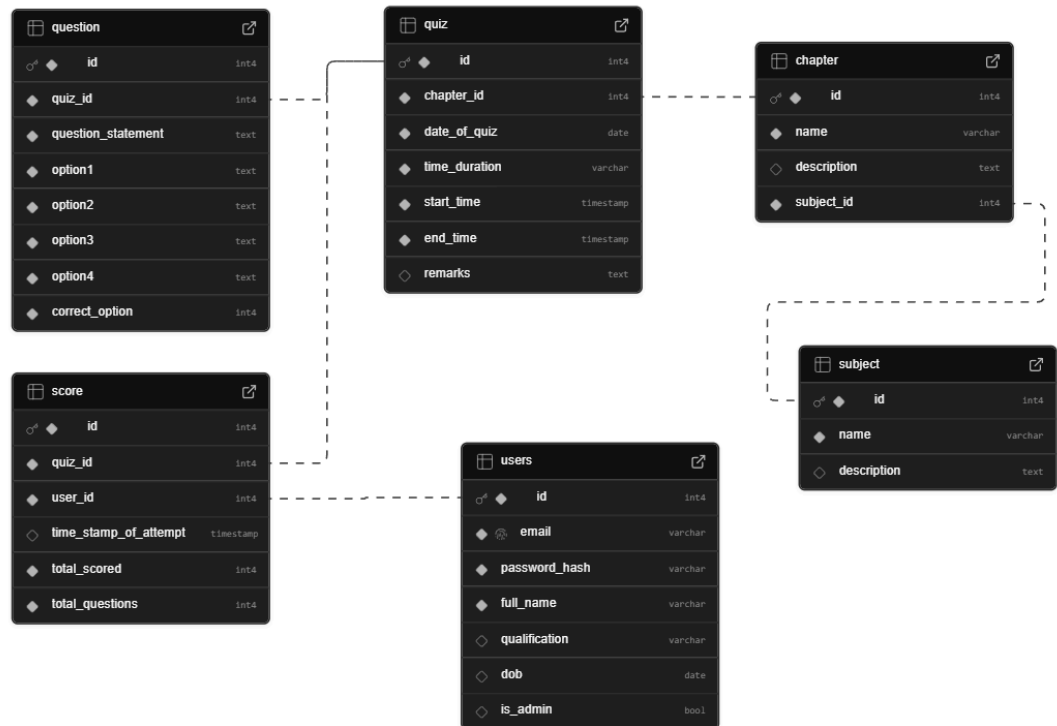 question
id int4
quiz_id int4
question_statement text
option1 text
option2 text
option3 text
option4 text
correct_option int4
quiz
id int4
chapter_id int4
date_of_quiz date
time_duration varchar
start_time timestamp
end_time timestamp
remarks text
chapter
id int4
name varchar
description text
subject_id int4
score
id int4
quiz_id int4
user_id int4
time_stamp_of_attempt timestamp
total_scored int4
total_questions int4
users
id int4
email varchar
password_hash varchar
full_name varchar
qualification varchar
dob date
is_admin bool
subject
id int4
name varchar
description text